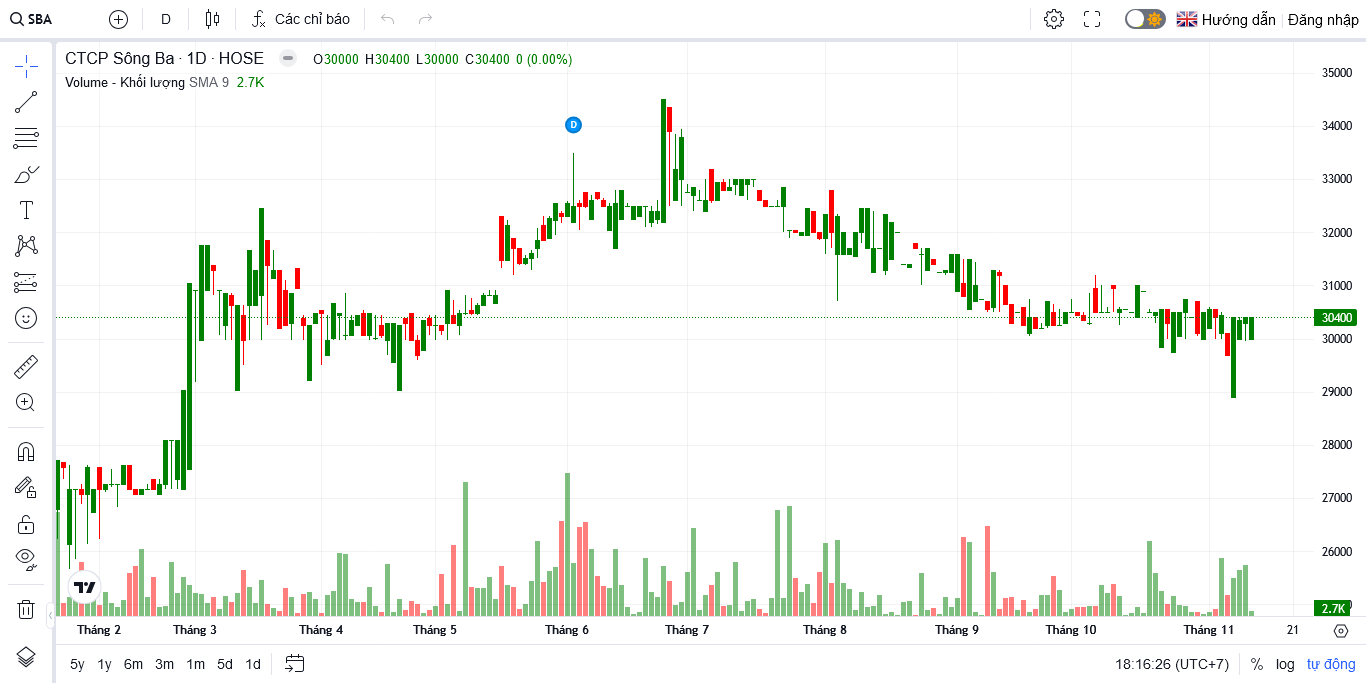 SBA D Các chỉ báo Hướng dẫn Đăng nhập
CTCP Sông Ba · 1D · HOSE O30000 H30400 L30000 C30400 0 (0.00%)
Volume - Khối lượng SMA 9 2.7K
35000
D
34000
33000
32000
31000
30400
30000
29000
28000
27000
26000
2.7K
Tháng 2 Tháng 3 Tháng 4 Tháng 5 Tháng 6 Tháng 7 Tháng 8 Tháng 9 Tháng 10 Tháng 11 21
5y 1y 6m 3m 1m 5d 1d 18:16:26 (UTC+7) % log tự động